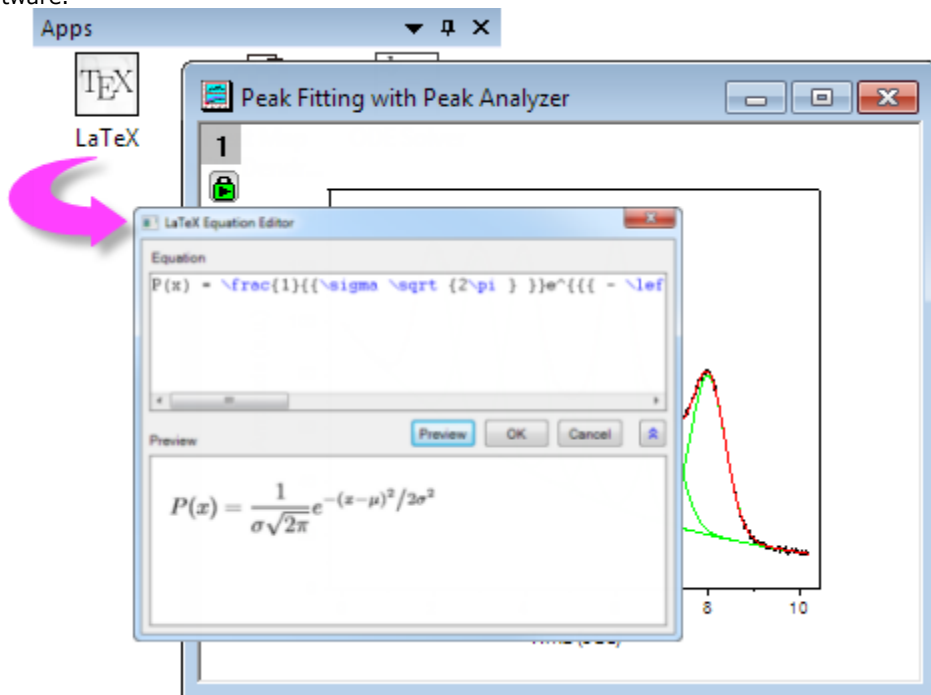 tware.
Apps
TEX
LaTeX
Peak Fitting with Peak Analyzer
1
LaTeX Equation Editor
Equation
P(x) = \frac{1}{{\sigma \sqrt {2\pi } }}e^{{{ - \lef
Preview
Preview OK Cancel
P(x) = \frac{1}{\sigma\sqrt{2\pi}} e^{-(x-\mu)^2/2\sigma^2}
8 10